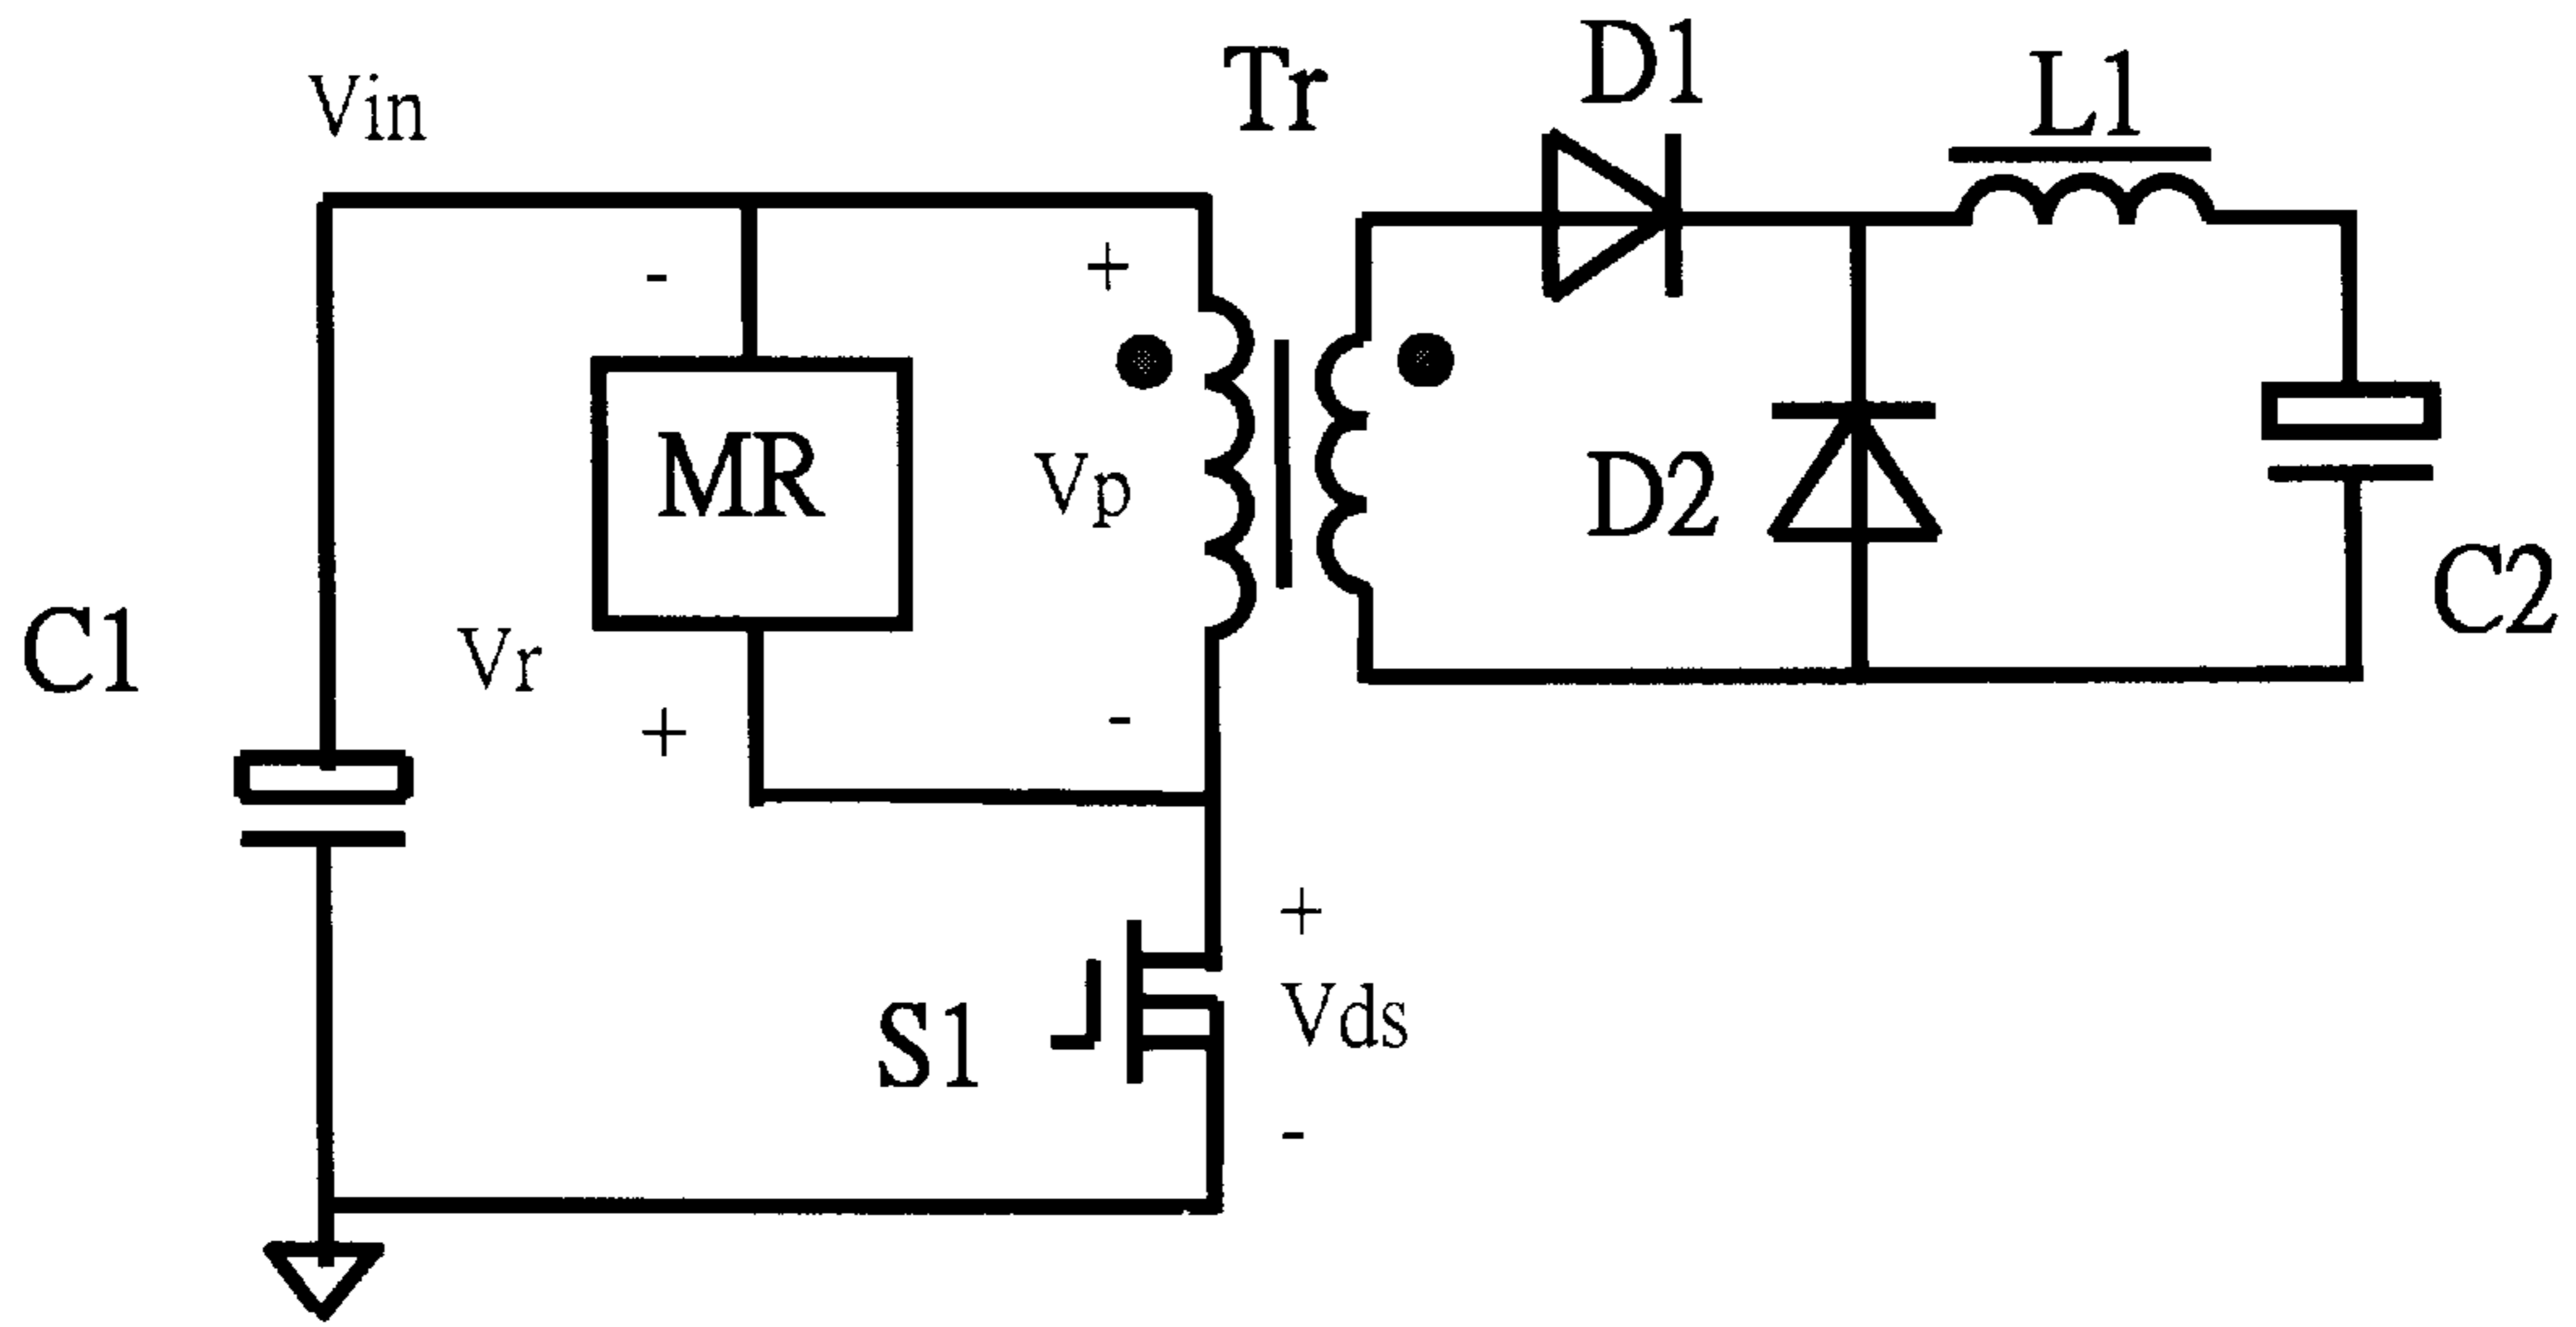 Vin
Tr
D1
L1
-
+
MR
Vp
D2
C1
Vr
C2
+
-
+
S1
Vds
-